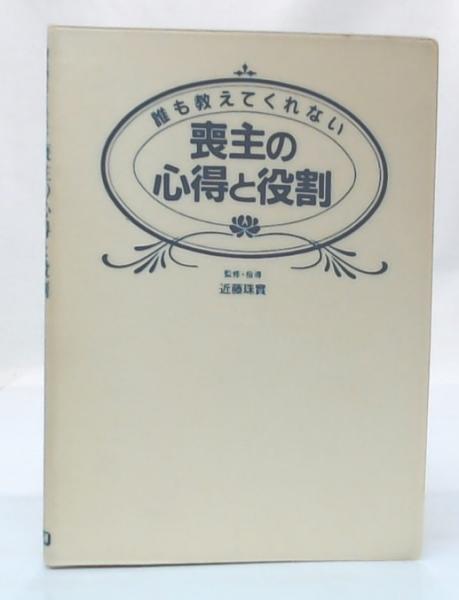 誰も教えてくれない
喪主の
心得と役割
監修・指導
近藤珠實